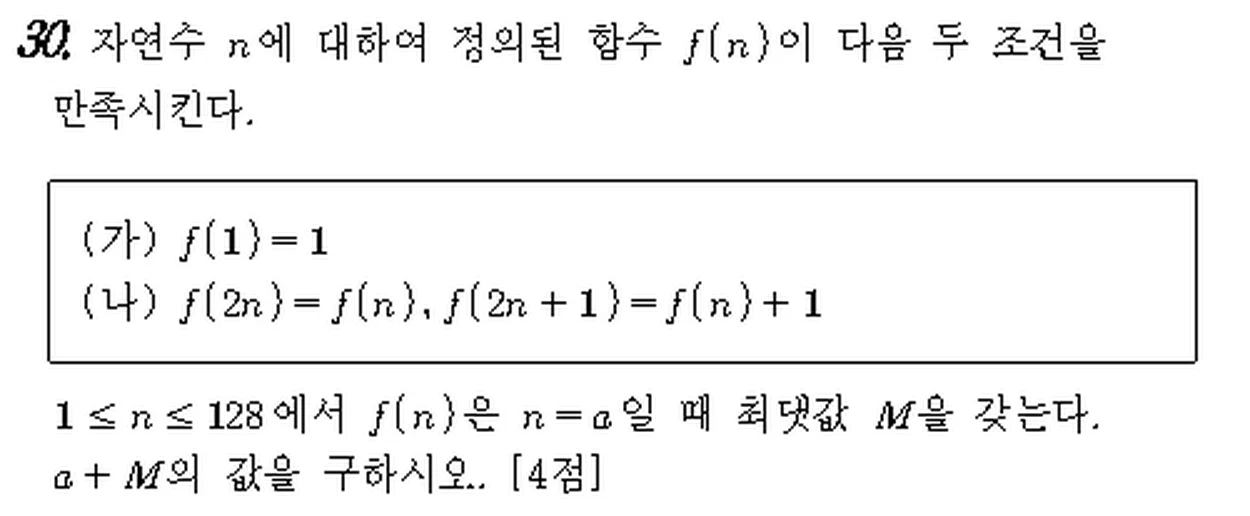 30. 자연수 n에 대하여 정의된 함수 f(n)이 다음 두 조건을
만족시킨다.
(가) f(1)=1
(나) f(2n)=f(n), f(2n+1)=f(n)+1
1 ≤ n ≤ 128에서 f(n)은 n=a일 때 최댓값 M을 갖는다.
a+M의 값을 구하시오.. [4점]